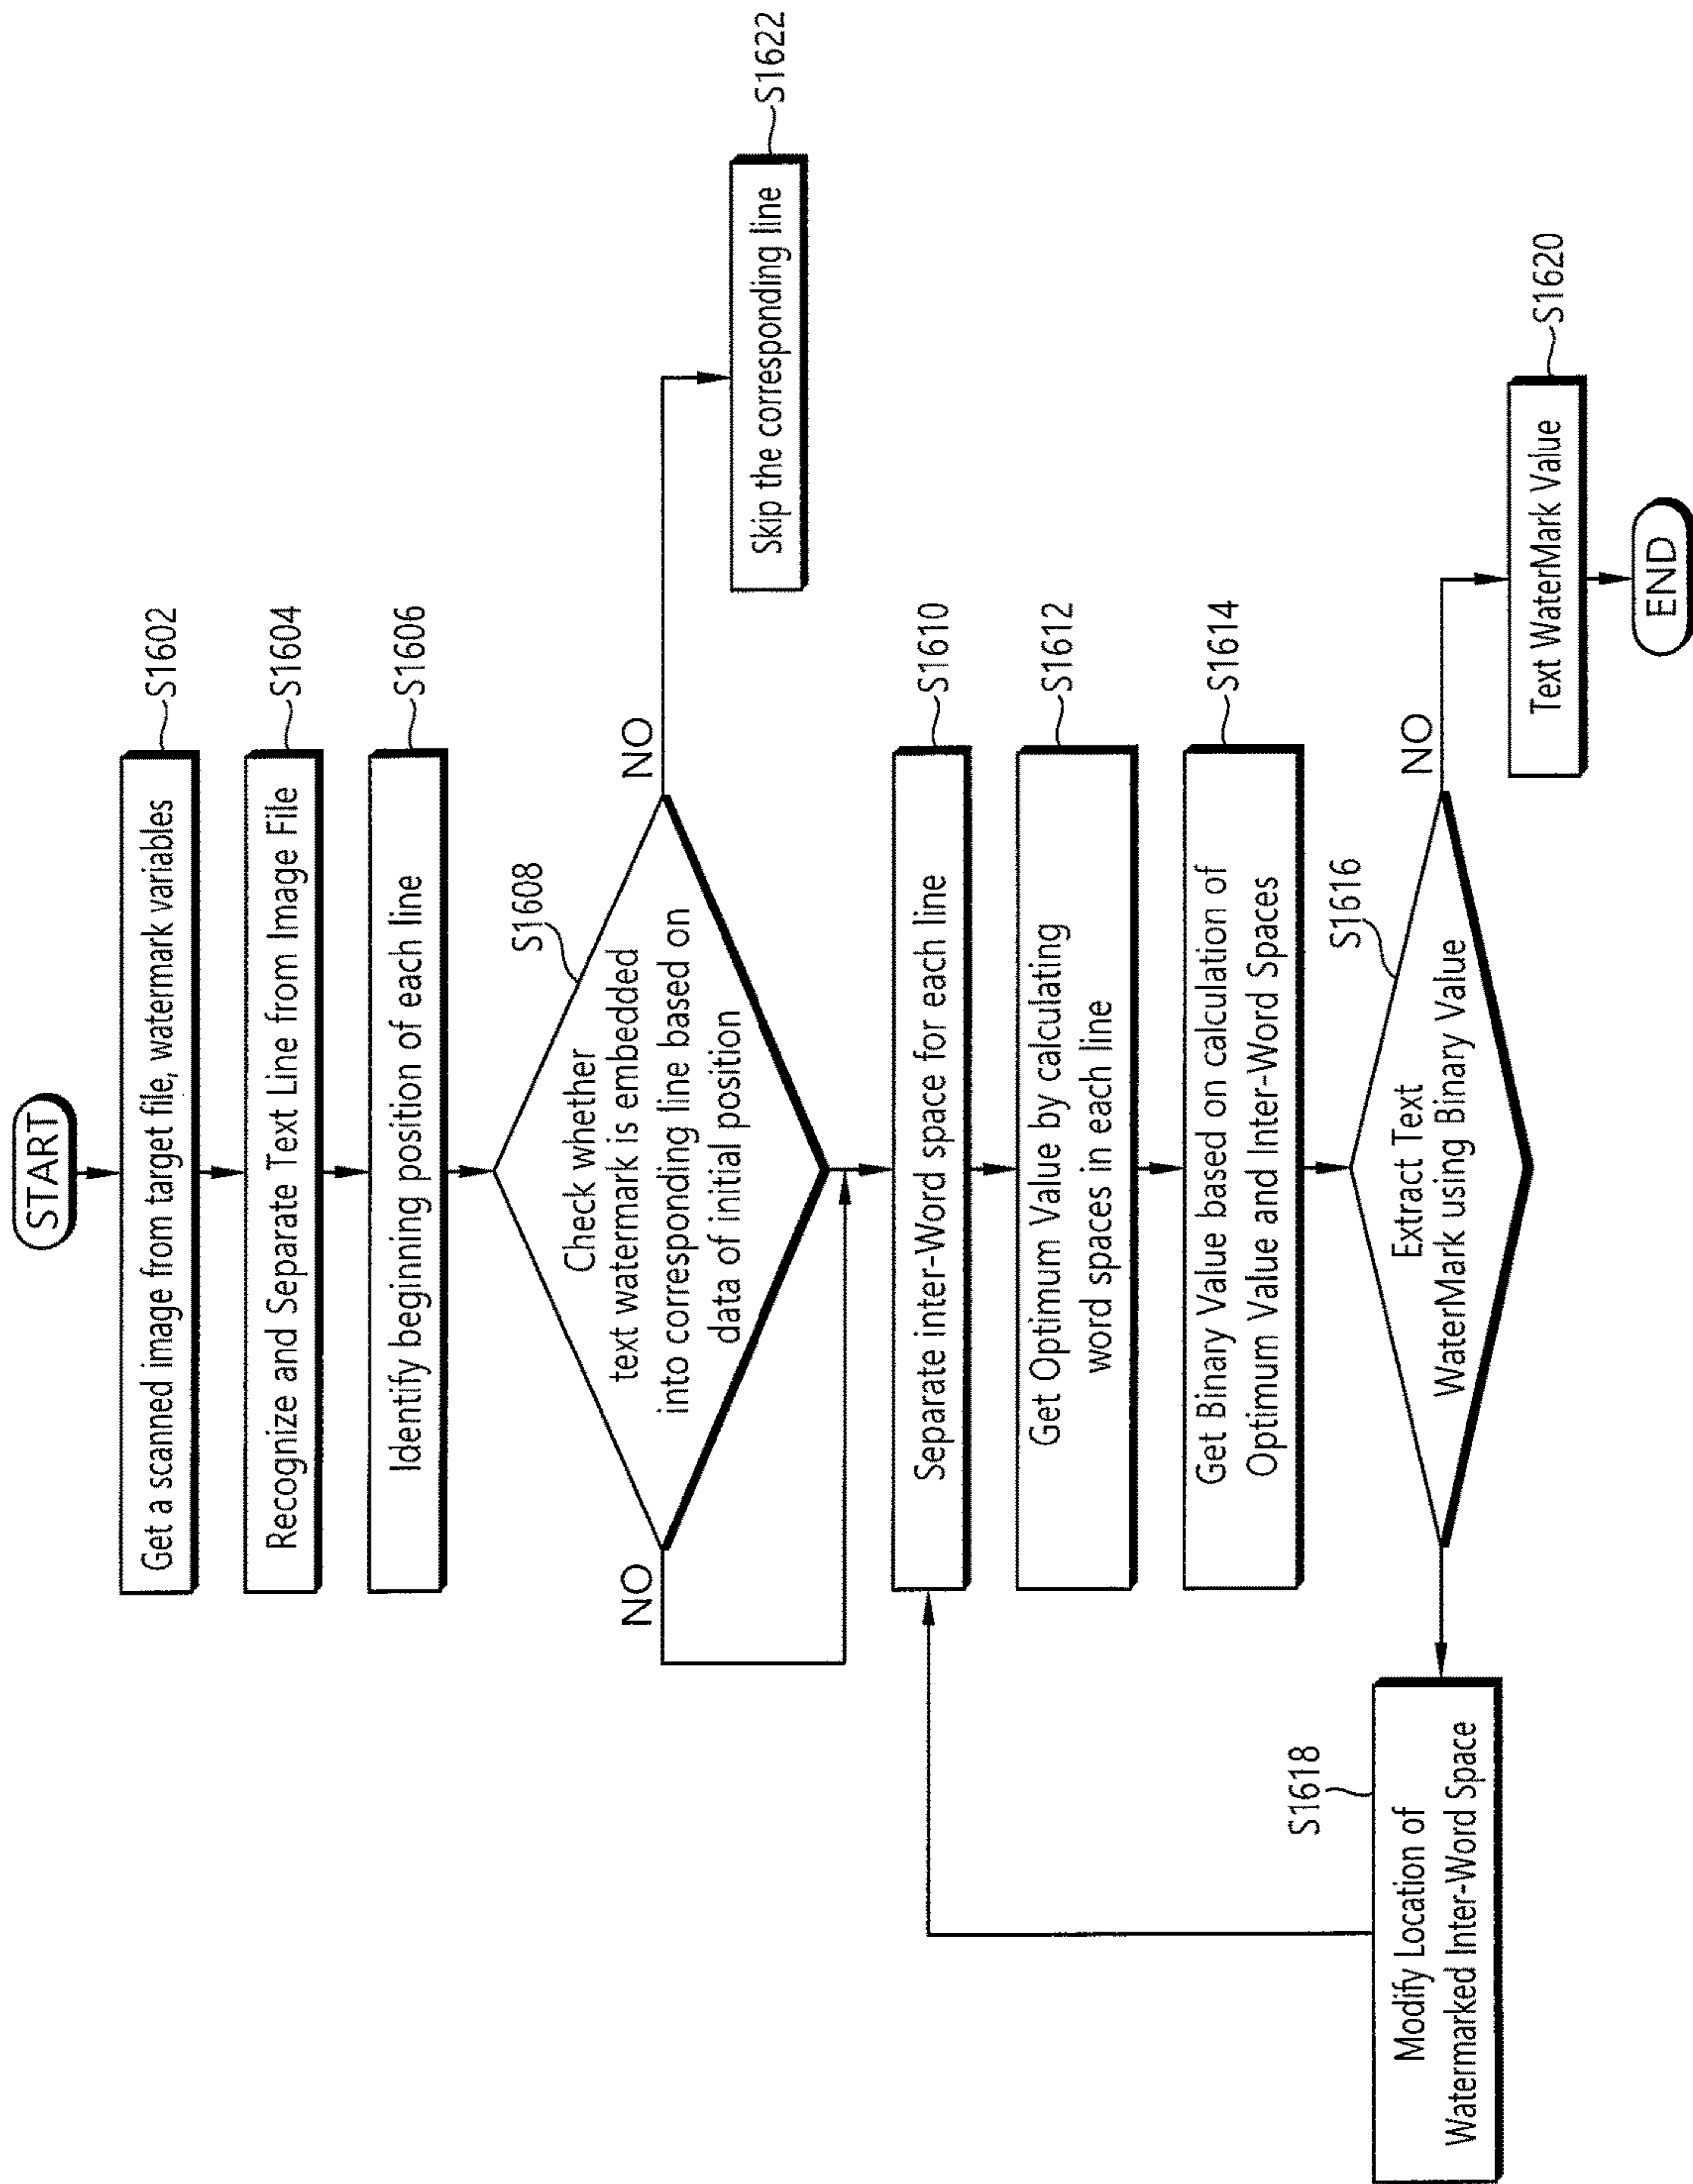 START
Get a scanned image from target file, watermark variables
S1602
Recognize and Separate Text Line from Image File
S1604
Identify beginning position of each line
S1606
Check whether
text watermark is embedded
into corresponding line based on
data of initial position
S1608
NO
NO
Skip the corresponding line
S1622
Separate inter-Word space for each line
S1610
Get Optimum Value by calculating
word spaces in each line
S1612
Get Binary Value based on calculation of
Optimum Value and Inter-Word Spaces
S1614
Extract Text
WaterMark using Binary Value
S1616
NO
Modify Location of
Watermarked Inter-Word Space
S1618
Text WaterMark Value
S1620
END